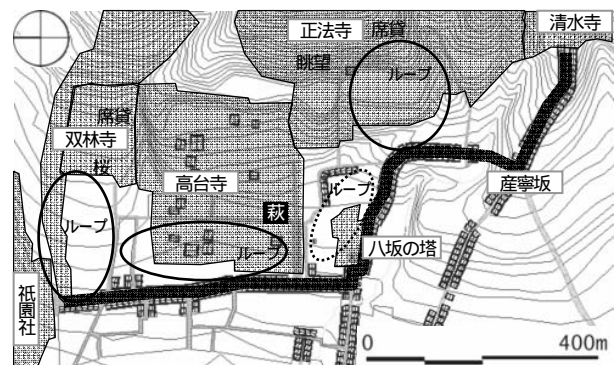 清水寺
正法寺
席貸
眺望
ループ
席貸
双林寺
桜
高台寺
萩
ループ
ループ
ループ
産寧坂
八坂の塔
祇園社
0
400m